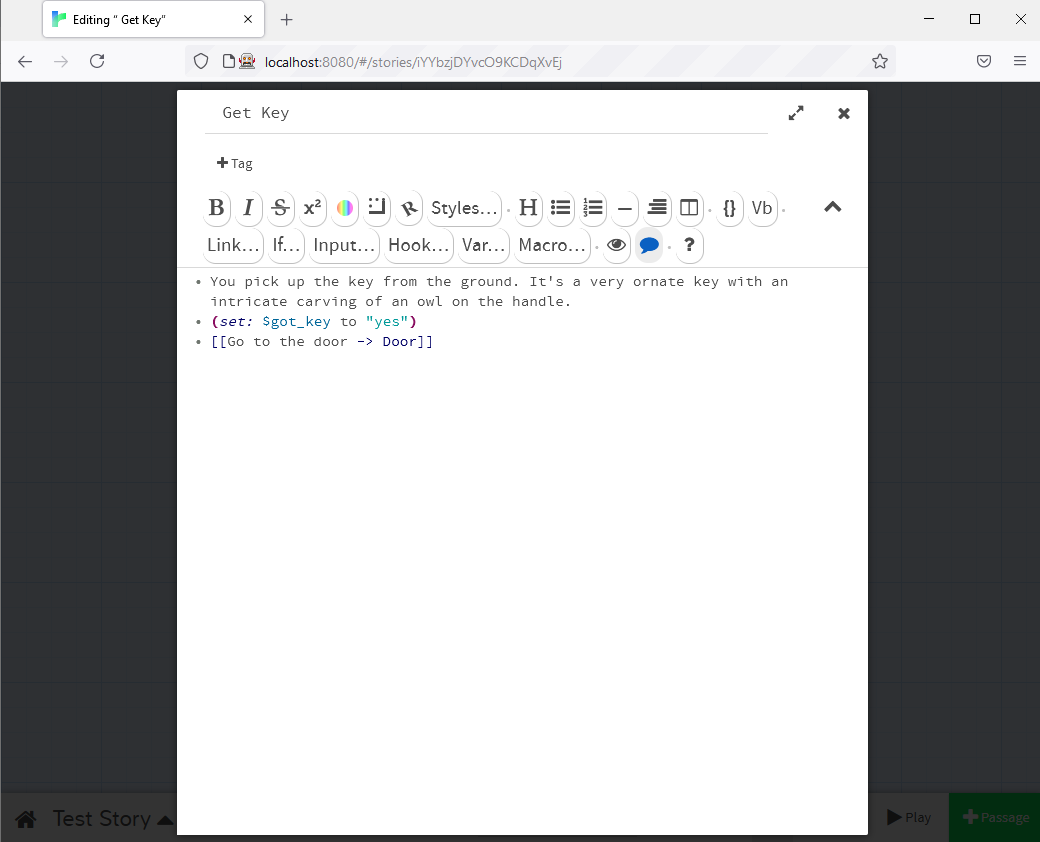 Editing “ Get Key”
localhost:8080/#/stories/iYYbzjDYvcO9KCDqXvEj
Get Key
+ Tag
B I S x² Styles… H {} Vb
Link… If… Input… Hook… Var… Macro… ?
• You pick up the key from the ground. It's a very ornate key with an
intricate carving of an owl on the handle.
• (set: $got_key to "yes")
• [[Go to the door -> Door]]
Test Story
Play
Passage